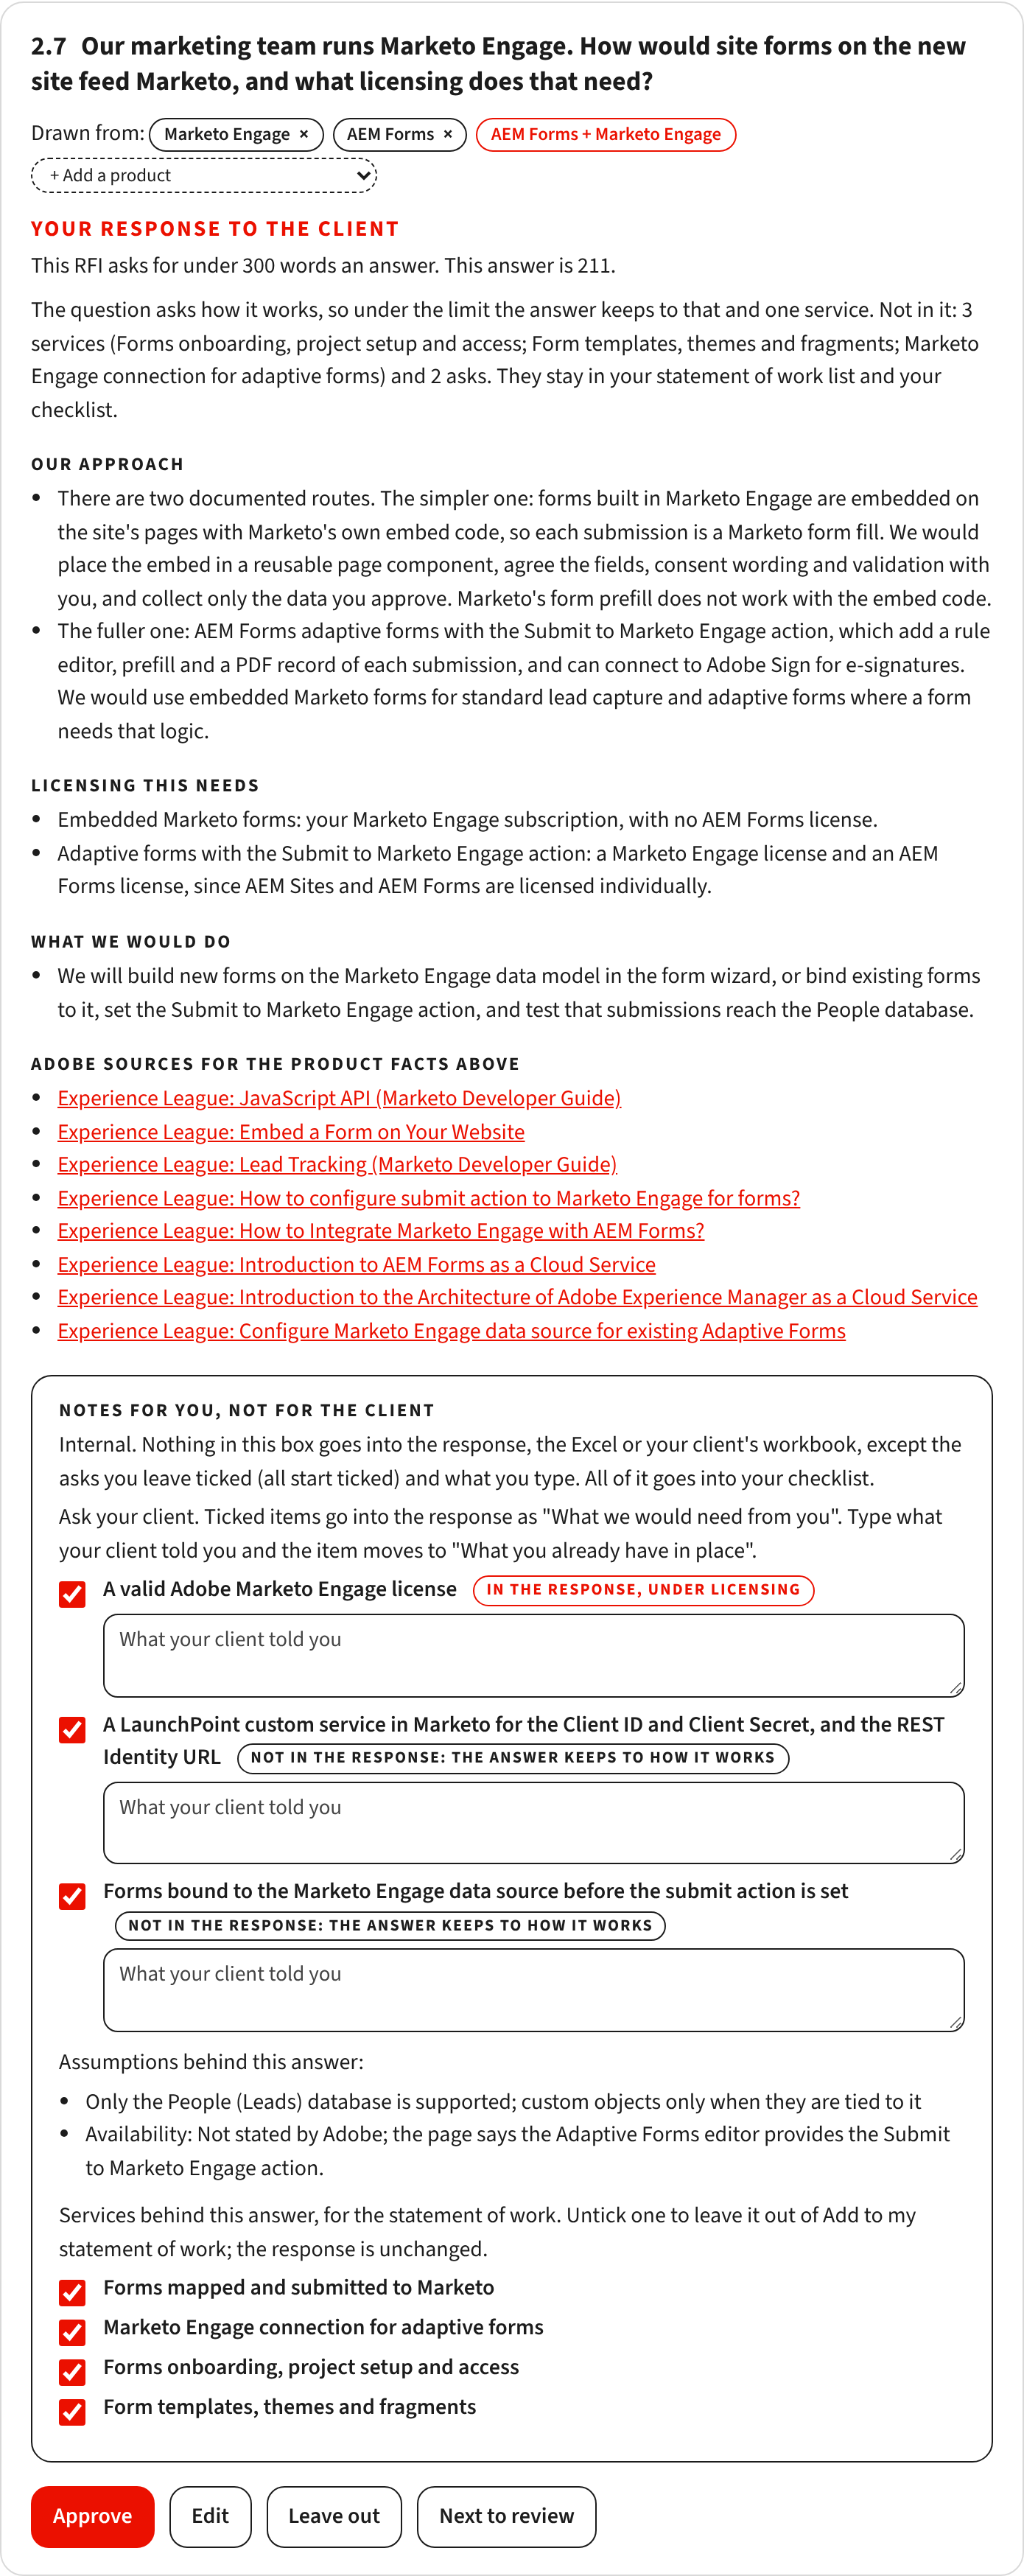 2.7 Our marketing team runs Marketo Engage. How would site forms on the new
site feed Marketo, and what licensing does that need?
Drawn from: Marketo Engage × AEM Forms × AEM Forms + Marketo Engage
+ Add a product
YOUR RESPONSE TO THE CLIENT
This RFI asks for under 300 words an answer. This answer is 211.
The question asks how it works, so under the limit the answer keeps to that and one service. Not in it: 3
services (Forms onboarding, project setup and access; Form templates, themes and fragments; Marketo
Engage connection for adaptive forms) and 2 asks. They stay in your statement of work list and your
checklist.
OUR APPROACH
• There are two documented routes. The simpler one: forms built in Marketo Engage are embedded on
the site's pages with Marketo's own embed code, so each submission is a Marketo form fill. We would
place the embed in a reusable page component, agree the fields, consent wording and validation with
you, and collect only the data you approve. Marketo's form prefill does not work with the embed code.
• The fuller one: AEM Forms adaptive forms with the Submit to Marketo Engage action, which add a rule
editor, prefill and a PDF record of each submission, and can connect to Adobe Sign for e-signatures.
We would use embedded Marketo forms for standard lead capture and adaptive forms where a form
needs that logic.
LICENSING THIS NEEDS
• Embedded Marketo forms: your Marketo Engage subscription, with no AEM Forms license.
• Adaptive forms with the Submit to Marketo Engage action: a Marketo Engage license and an AEM
Forms license, since AEM Sites and AEM Forms are licensed individually.
WHAT WE WOULD DO
• We will build new forms on the Marketo Engage data model in the form wizard, or bind existing forms
to it, set the Submit to Marketo Engage action, and test that submissions reach the People database.
ADOBE SOURCES FOR THE PRODUCT FACTS ABOVE
• Experience League: JavaScript API (Marketo Developer Guide)
• Experience League: Embed a Form on Your Website
• Experience League: Lead Tracking (Marketo Developer Guide)
• Experience League: How to configure submit action to Marketo Engage for forms?
• Experience League: How to Integrate Marketo Engage with AEM Forms?
• Experience League: Introduction to AEM Forms as a Cloud Service
• Experience League: Introduction to the Architecture of Adobe Experience Manager as a Cloud Service
• Experience League: Configure Marketo Engage data source for existing Adaptive Forms
NOTES FOR YOU, NOT FOR THE CLIENT
Internal. Nothing in this box goes into the response, the Excel or your client's workbook, except the
asks you leave ticked (all start ticked) and what you type. All of it goes into your checklist.
Ask your client. Ticked items go into the response as "What we would need from you". Type what
your client told you and the item moves to "What you already have in place".
A valid Adobe Marketo Engage license IN THE RESPONSE, UNDER LICENSING
What your client told you
A LaunchPoint custom service in Marketo for the Client ID and Client Secret, and the REST
Identity URL NOT IN THE RESPONSE: THE ANSWER KEEPS TO HOW IT WORKS
What your client told you
Forms bound to the Marketo Engage data source before the submit action is set
NOT IN THE RESPONSE: THE ANSWER KEEPS TO HOW IT WORKS
What your client told you
Assumptions behind this answer:
• Only the People (Leads) database is supported; custom objects only when they are tied to it
• Availability: Not stated by Adobe; the page says the Adaptive Forms editor provides the Submit
to Marketo Engage action.
Services behind this answer, for the statement of work. Untick one to leave it out of Add to my
statement of work; the response is unchanged.
Forms mapped and submitted to Marketo
Marketo Engage connection for adaptive forms
Forms onboarding, project setup and access
Form templates, themes and fragments
Approve Edit Leave out Next to review